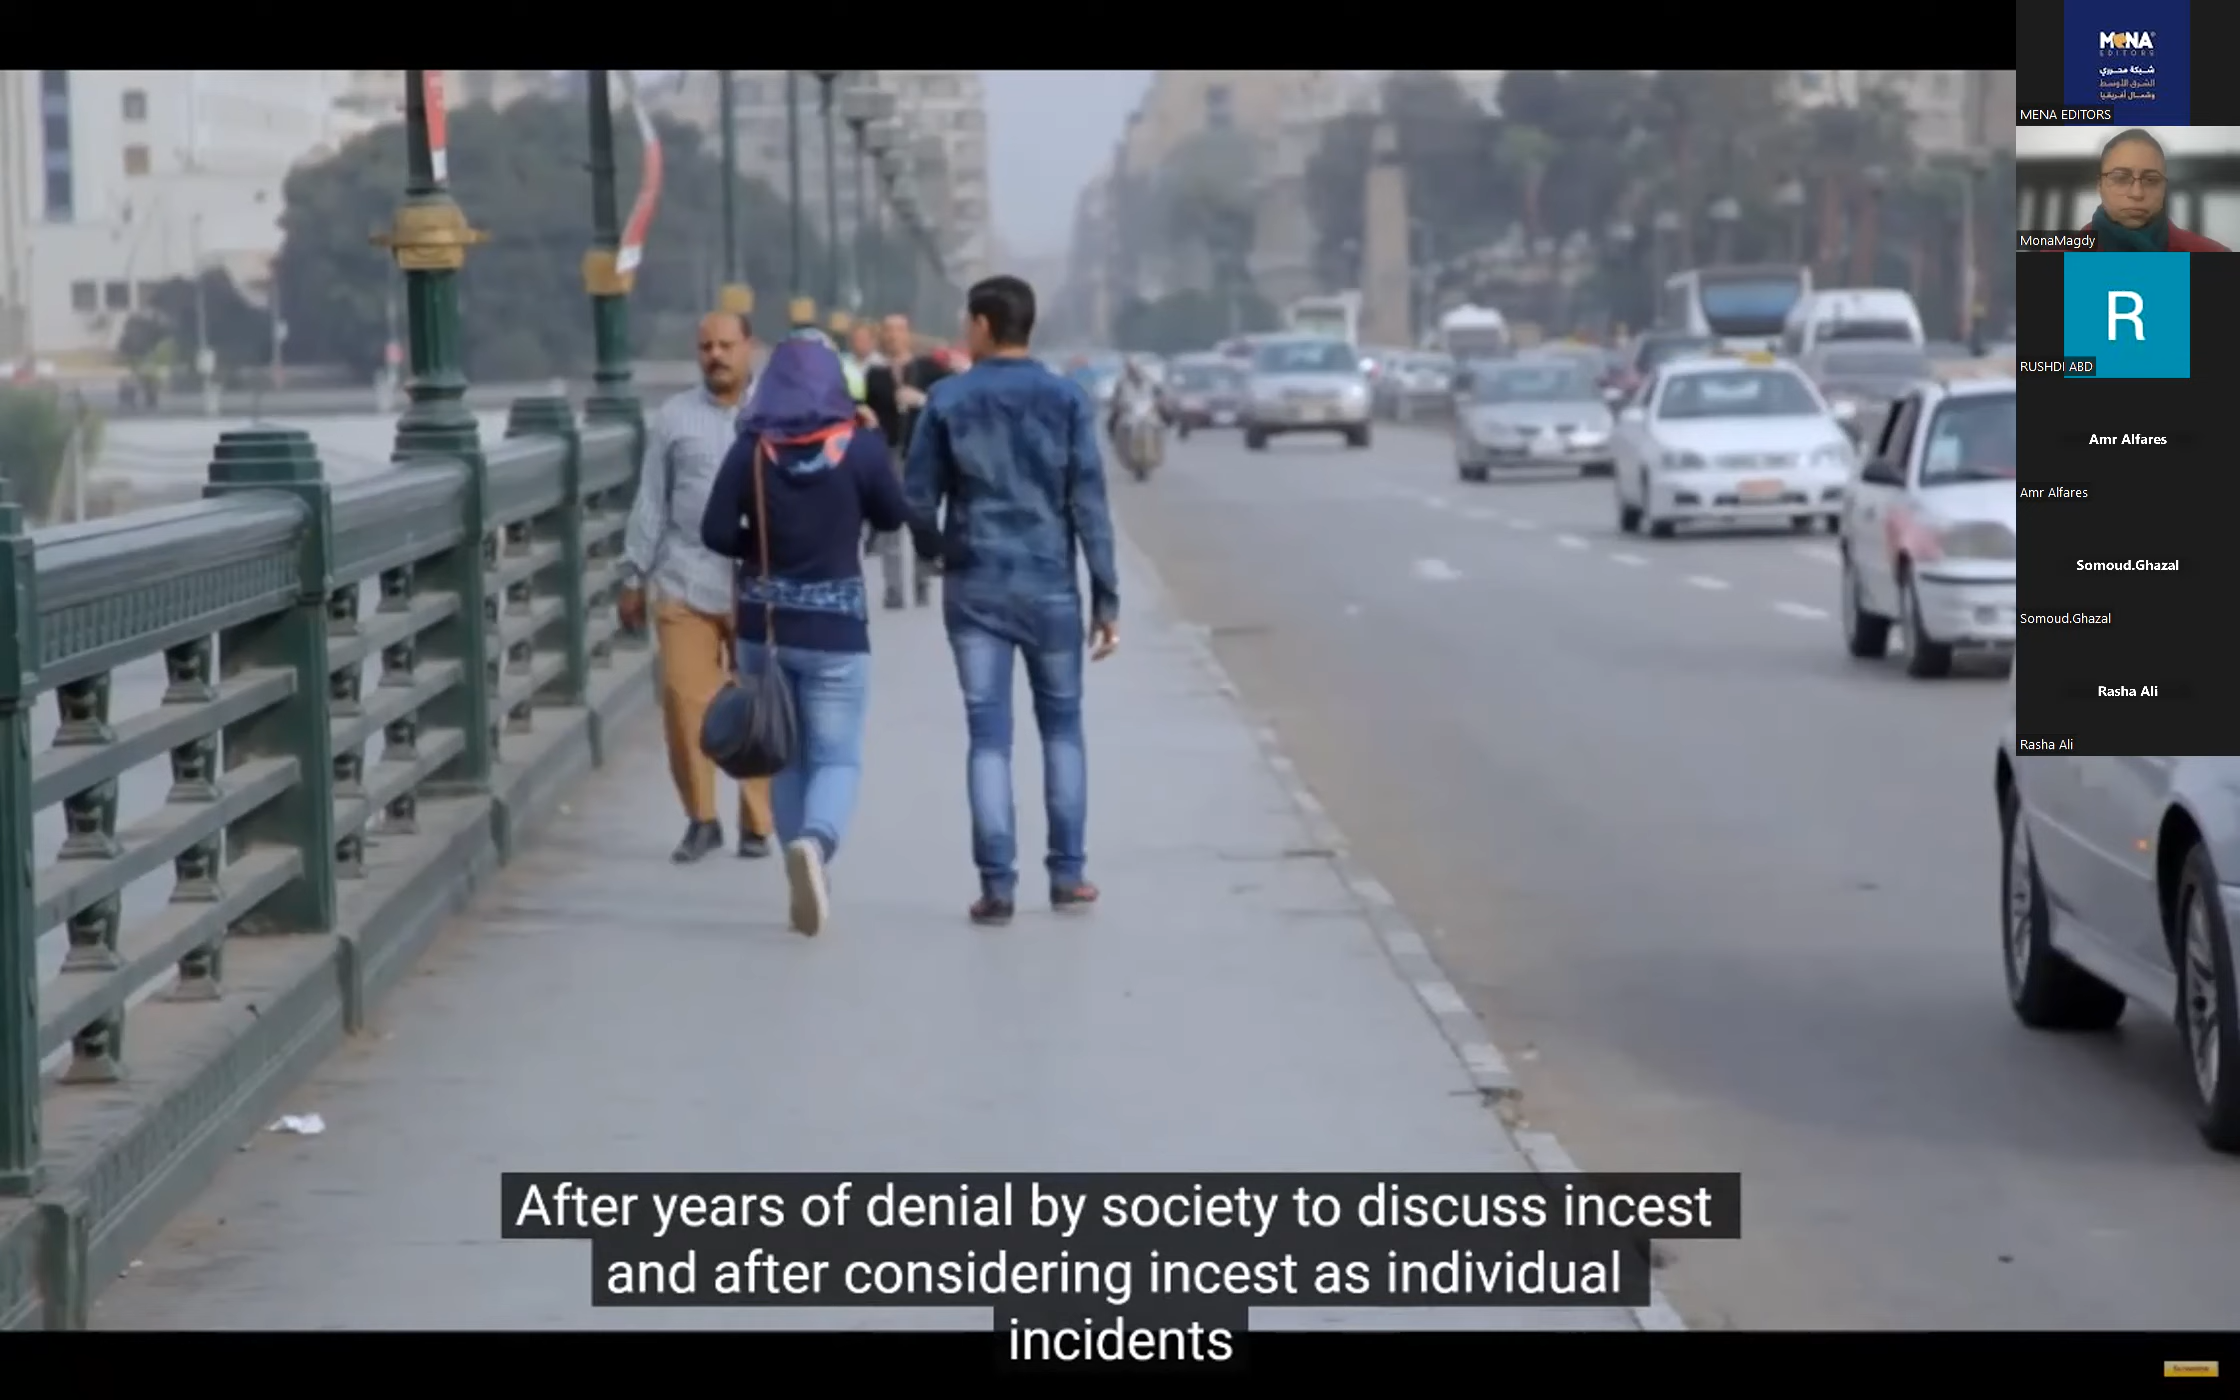 After years of denial by society to discuss incest
and after considering incest as individual
incidents
MENA
EDITORS
شبكة محرري
الشرق الأوسط
وشمال أفريقيا
MENA EDITORS
MonaMagdy
R
RUSHDI ABD
Amr Alfares
Amr Alfares
Somoud.Ghazal
Somoud.Ghazal
Rasha Ali
Rasha Ali